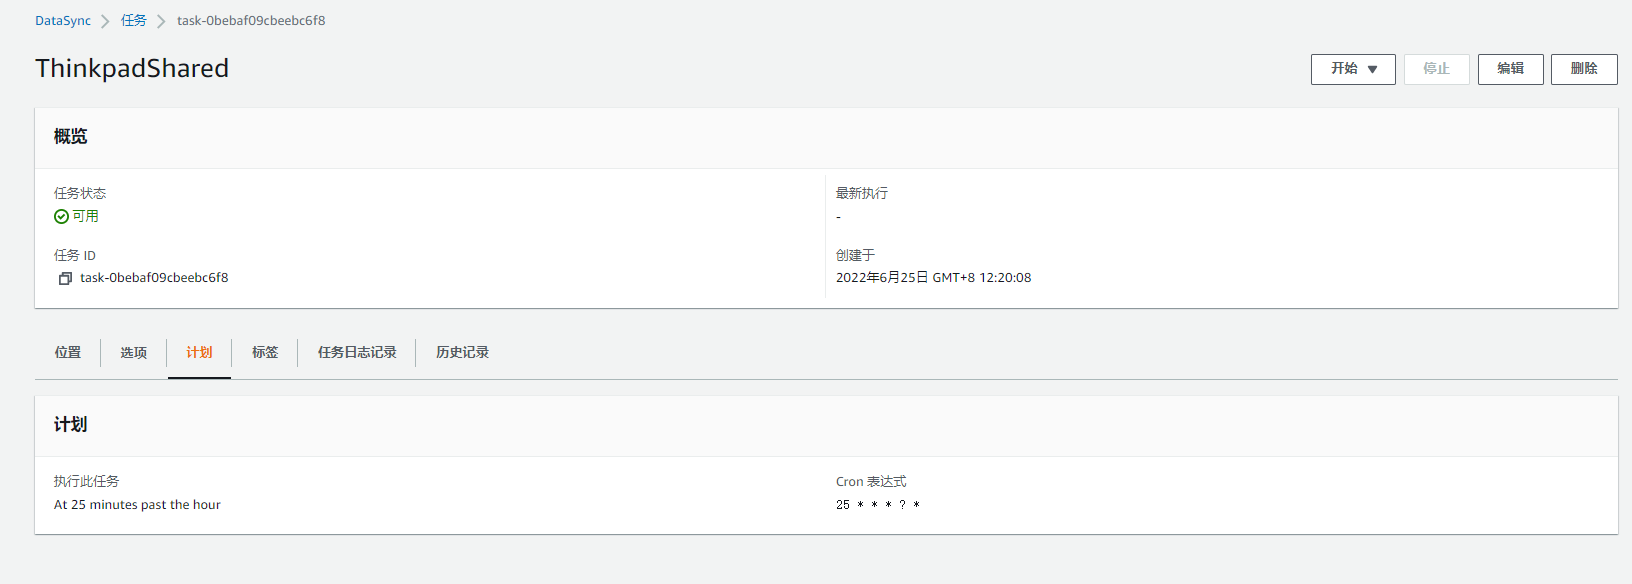 DataSync > 任务 > task-0bebaf09cbeebc6f8
ThinkpadShared
开始 ▼ 停止 编辑 删除
概览
任务状态 最新执行
可用 -
任务 ID 创建于
task-0bebaf09cbeebc6f8 2022年6月25日 GMT+8 12:20:08
位置 选项 计划 标签 任务日志记录 历史记录
计划
执行此任务 Cron 表达式
At 25 minutes past the hour 25 * * * ? *